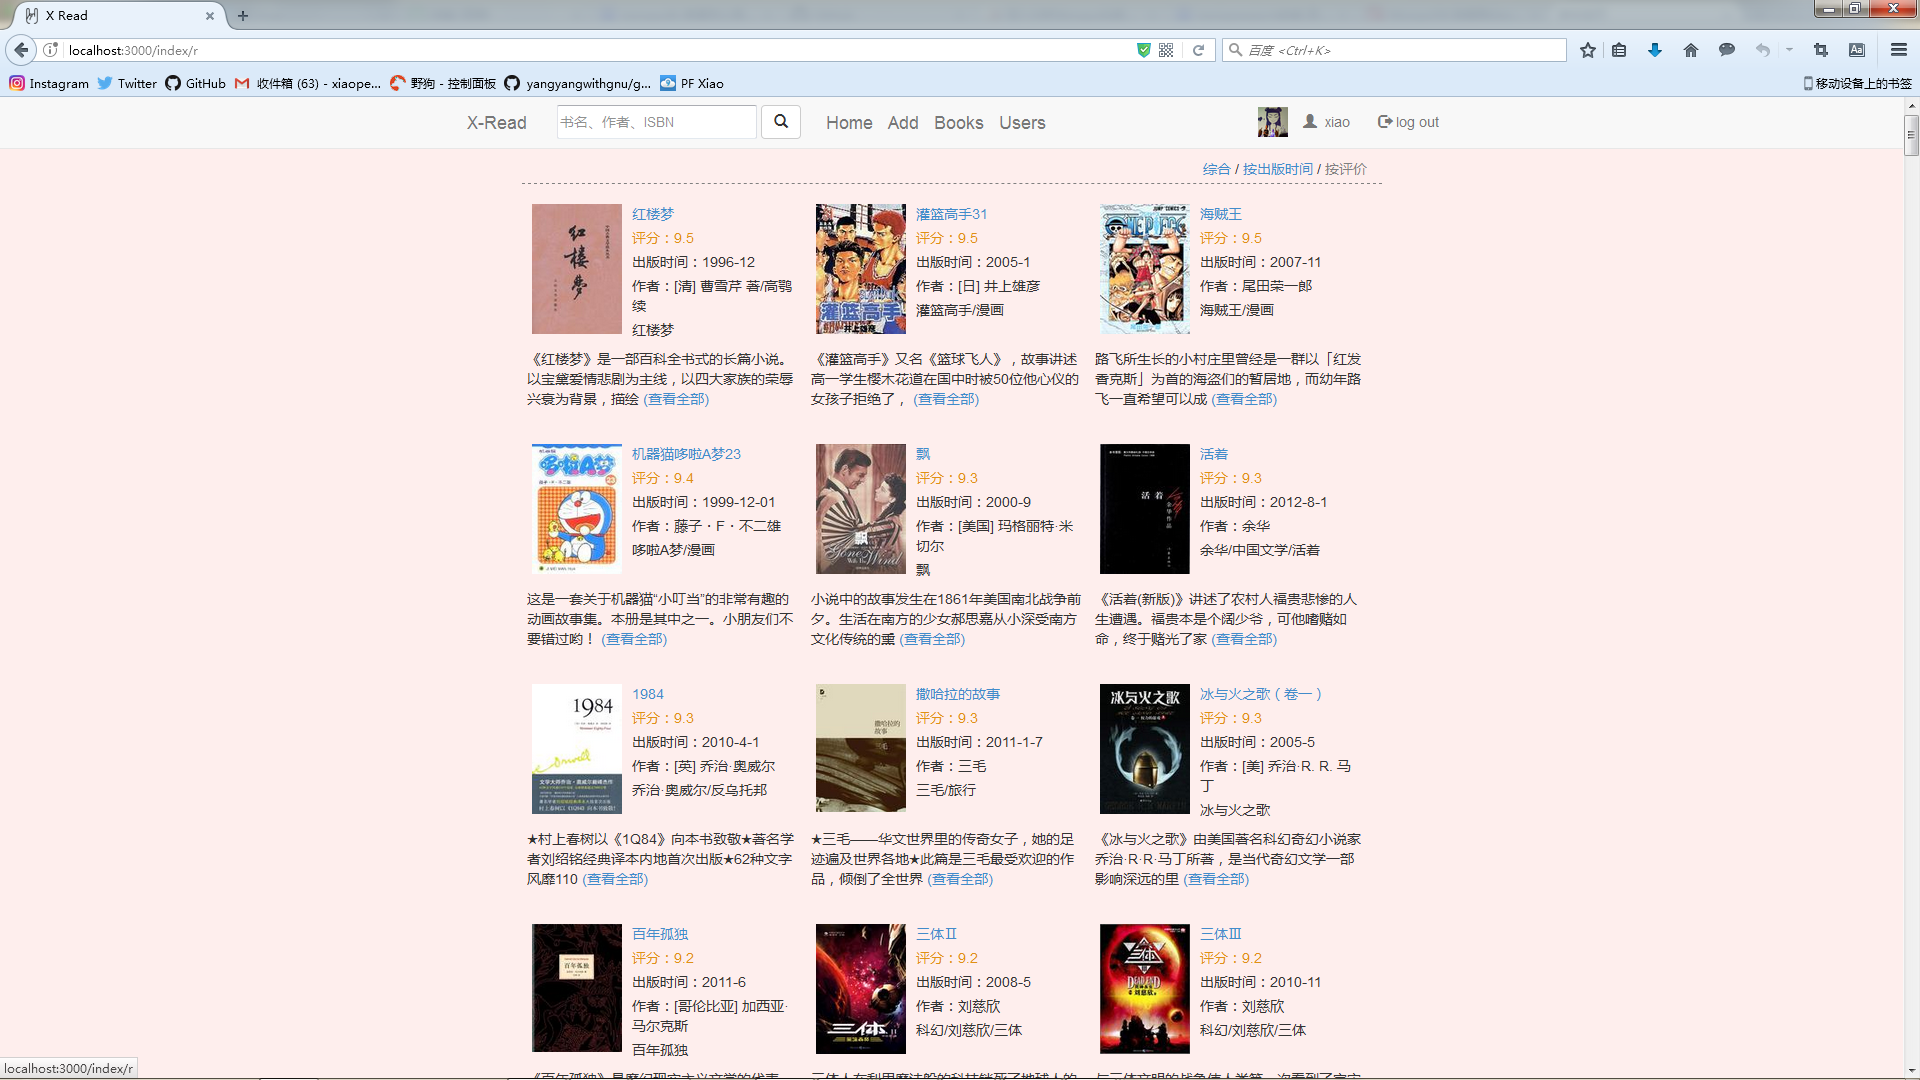 X Read
localhost:3000/index/r
百度 <Ctrl+K>
Instagram Twitter GitHub 收件箱 (63) - xiaope... 野狗 - 控制面板 yangyangwithgnu/g... PF Xiao 移动设备上的书签
X-Read 书名、作者、ISBN Home Add Books Users xiao log out
综合 / 按出版时间 / 按评价
红楼梦
评分：9.5
出版时间：1996-12
作者：[清] 曹雪芹 著/高鹗
续
红楼梦
《红楼梦》是一部百科全书式的长篇小说。
以宝黛爱情悲剧为主线，以四大家族的荣辱
兴衰为背景，描绘 (查看全部)
灌篮高手31
评分：9.5
出版时间：2005-1
作者：[日] 井上雄彦
灌篮高手/漫画
《灌篮高手》又名《篮球飞人》，故事讲述
高一学生樱木花道在国中时被50位他心仪的
女孩子拒绝了， (查看全部)
海贼王
评分：9.5
出版时间：2007-11
作者：尾田荣一郎
海贼王/漫画
路飞所生长的小村庄里曾经是一群以「红发
香克斯」为首的海盗们的暂居地，而幼年路
飞一直希望可以成 (查看全部)
机器猫哆啦A梦23
评分：9.4
出版时间：1999-12-01
作者：藤子・F・不二雄
哆啦A梦/漫画
这是一套关于机器猫“小叮当”的非常有趣的
动画故事集。本册是其中之一。小朋友们不
要错过哟！ (查看全部)
飘
评分：9.3
出版时间：2000-9
作者：[美国] 玛格丽特·米
切尔
飘
小说中的故事发生在1861年美国南北战争前
夕。生活在南方的少女郝思嘉从小深受南方
文化传统的熏 (查看全部)
活着
评分：9.3
出版时间：2012-8-1
作者：余华
余华/中国文学/活着
《活着(新版)》讲述了农村人福贵悲惨的人
生遭遇。福贵本是个阔少爷，可他嗜赌如
命，终于赌光了家 (查看全部)
1984
评分：9.3
出版时间：2010-4-1
作者：[英] 乔治·奥威尔
乔治·奥威尔/反乌托邦
★村上春树以《1Q84》向本书致敬★著名学
者刘绍铭经典译本内地首次出版★62种文字
风靡110 (查看全部)
撒哈拉的故事
评分：9.3
出版时间：2011-1-7
作者：三毛
三毛/旅行
★三毛——华文世界里的传奇女子，她的足
迹遍及世界各地★此篇是三毛最受欢迎的作
品，倾倒了全世界 (查看全部)
冰与火之歌（卷一）
评分：9.3
出版时间：2005-5
作者：[美] 乔治·R. R. 马
丁
冰与火之歌
《冰与火之歌》由美国著名科幻奇幻小说家
乔治·R·R·马丁所著，是当代奇幻文学一部
影响深远的里 (查看全部)
百年孤独
评分：9.2
出版时间：2011-6
作者：[哥伦比亚] 加西亚·
马尔克斯
百年孤独
三体Ⅱ
评分：9.2
出版时间：2008-5
作者：刘慈欣
科幻/刘慈欣/三体
三体Ⅲ
评分：9.2
出版时间：2010-11
作者：刘慈欣
科幻/刘慈欣/三体
localhost:3000/index/r